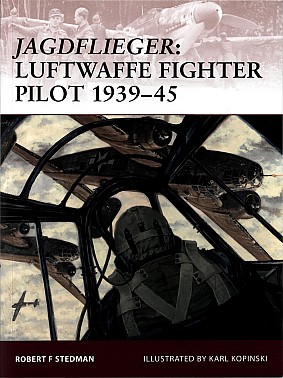 JAGDFLIEGER:
LUFTWAFFE FIGHTER
PILOT 1939–45
ROBERT F STEDMAN ILLUSTRATED BY KARL KOPINSKI